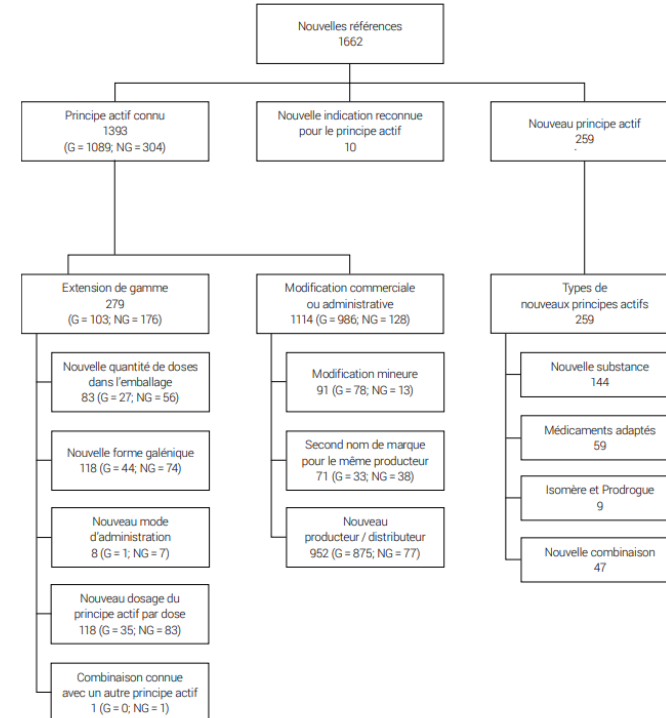 Nouvelles références
1662
Principe actif connu
1393
(G = 1089; NG = 304)
Nouvelle indication reconnue
pour le principe actif
10
Nouveau principe actif
259
Extension de gamme
279
(G = 103; NG = 176)
Modification commerciale
ou administrative
1114 (G = 986; NG = 128)
Types de
nouveaux principes actifs
259
Nouvelle quantité de doses
dans l'emballage
83 (G = 27; NG = 56)
Nouvelle forme galénique
118 (G = 44; NG = 74)
Nouveau mode
d'administration
8 (G = 1; NG = 7)
Nouveau dosage du
principe actif par dose
118 (G = 35; NG = 83)
Combinaison connue
avec un autre principe actif
1 (G = 0; NG = 1)
Modification mineure
91 (G = 78; NG = 13)
Second nom de marque
pour le même producteur
71 (G = 33; NG = 38)
Nouveau
producteur / distributeur
952 (G = 875; NG = 77)
Nouvelle substance
144
Médicaments adaptés
59
Isomère et Prodrogue
9
Nouvelle combinaison
47